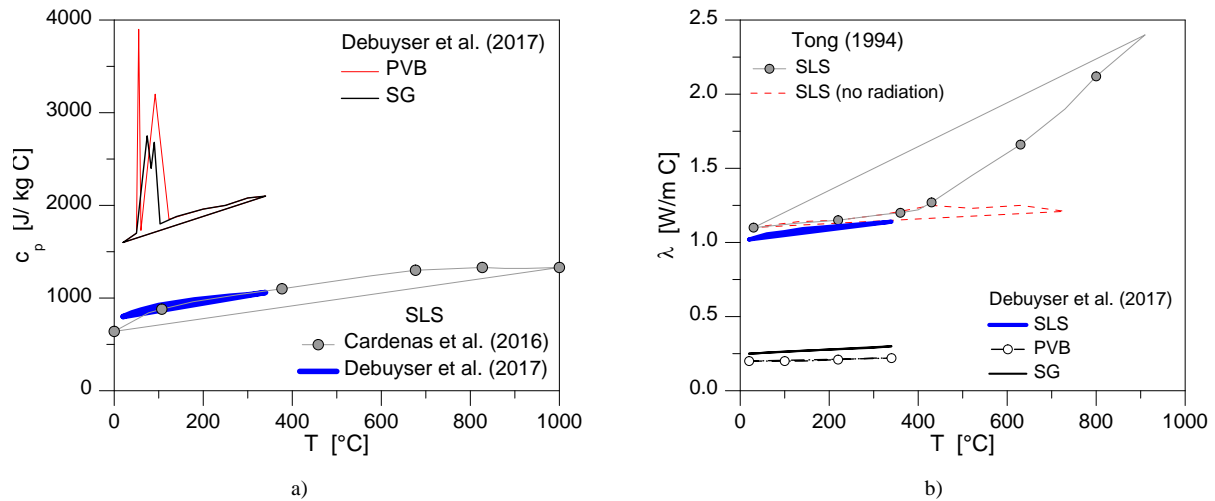 4000
3000
2000
1000
0
c p [J/ kg C]
Debuyser et al. (2017)
PVB
SG
SLS
Cardenas et al. (2016)
Debuyser et al. (2017)
0 200 400 600 800 1000
T [°C]
a)
2.5
2.0
1.5
1.0
0.5
0.0
λ [W/m C]
Tong (1994)
SLS
SLS (no radiation)
Debuyser et al. (2017)
SLS
PVB
SG
0 200 400 600 800 1000
T [°C]
b)